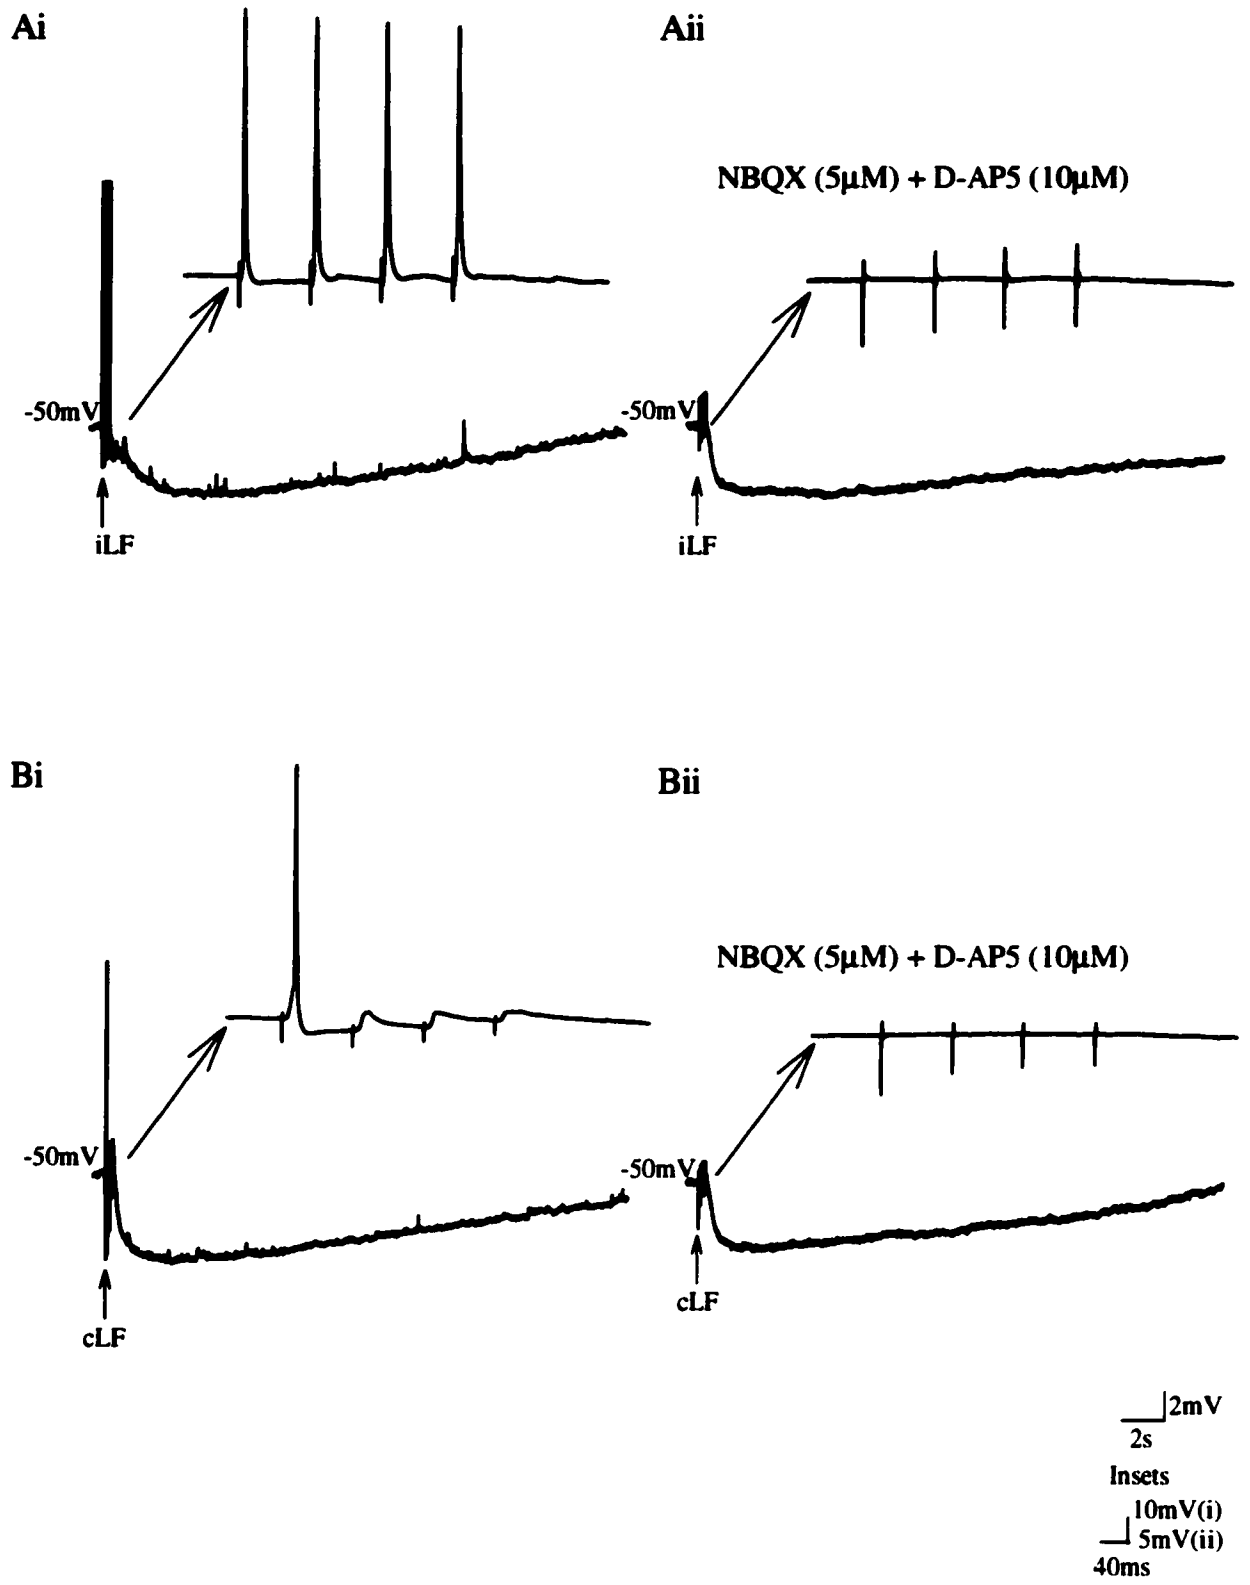 Ai
Aii
NBQX (5µM) + D-AP5 (10µM)
-50mV
-50mV
iLF
iLF
Bi
Bii
NBQX (5µM) + D-AP5 (10µM)
-50mV
-50mV
cLF
cLF
2mV
2s
Insets
10mV(i)
5mV(ii)
40ms